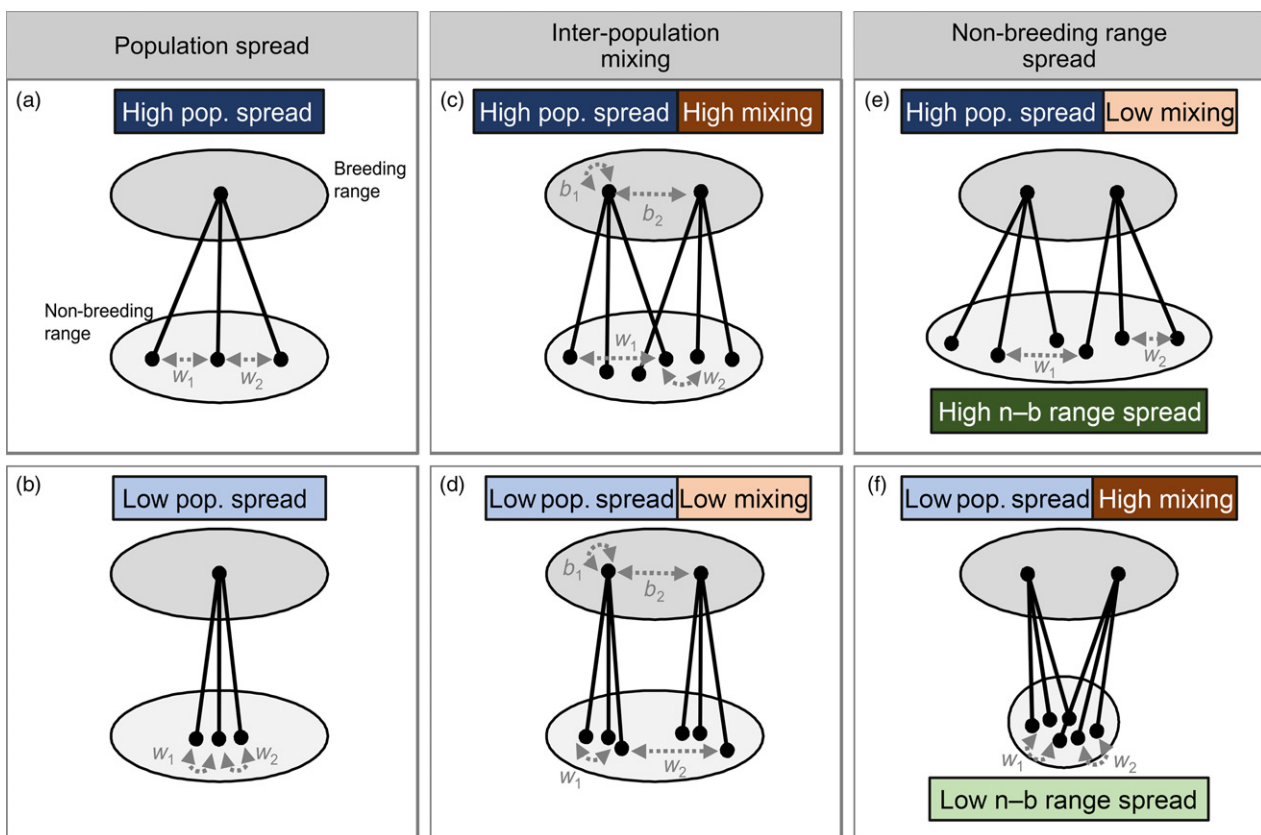 Population spread
Inter-population
mixing
Non-breeding range
spread
(a)
High pop. spread
Breeding
range
Non-breeding
range
w1
w2
(c)
High pop. spread
High mixing
b1
b2
w1
w2
(e)
High pop. spread
Low mixing
w1
w2
High n–b range spread
(b)
Low pop. spread
w1
w2
(d)
Low pop. spread
Low mixing
b1
b2
w1
w2
(f)
Low pop. spread
High mixing
w1
w2
Low n–b range spread